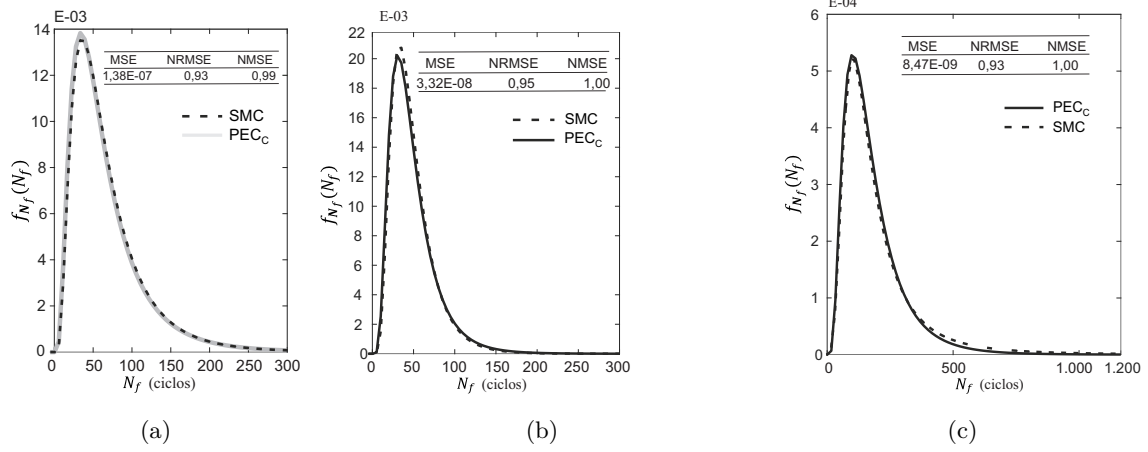 E-03
14
12
10
8
6
4
2
0
0 50 100 150 200 250 300
f_{N_f}(N_f)
N_f (ciclos)
MSE NRMSE NMSE
1,38E-07 0,93 0,99
SMC
PEC_C
(a)
E-03
22
20
18
16
14
12
10
8
6
4
2
0
0 50 100 150 200 250 300
f_{N_f}(N_f)
N_f (ciclos)
MSE NRMSE NMSE
3,32E-08 0,95 1,00
SMC
PEC_C
(b)
E-04
6
5
4
3
2
1
0
0 500 1.000 1.200
f_{N_f}(N_f)
N_f (ciclos)
MSE NRMSE NMSE
8,47E-09 0,93 1,00
PEC_C
SMC
(c)